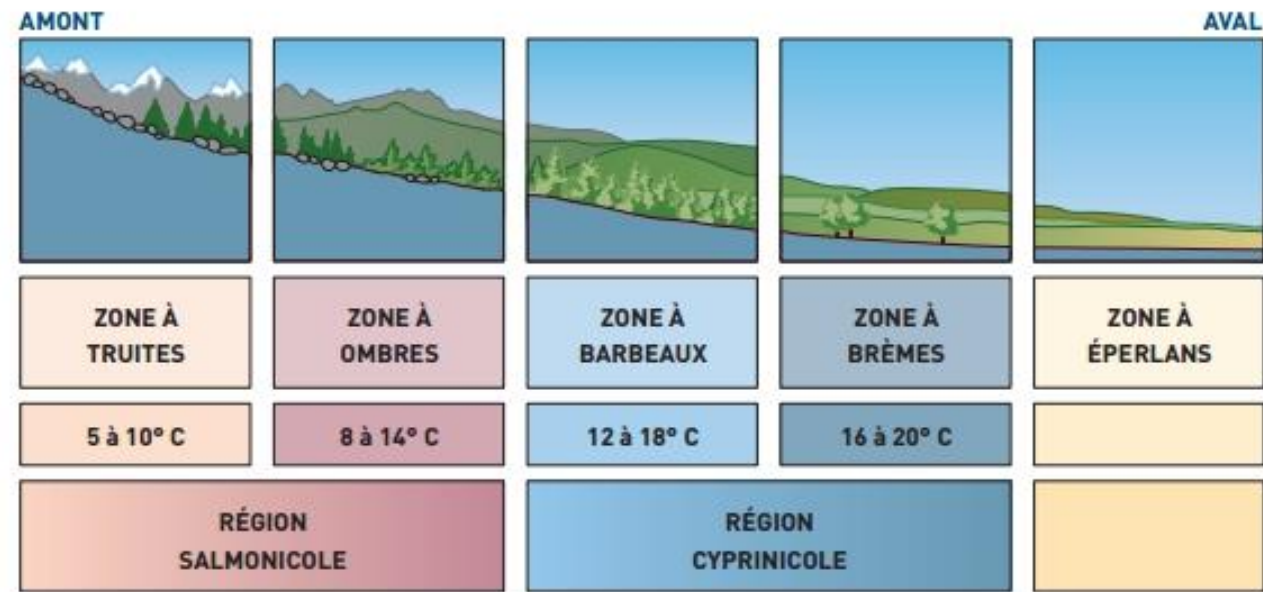 AMONT
AVAL
ZONE À
TRUITES
ZONE À
OMBRES
ZONE À
BARBEAUX
ZONE À
BRÈMES
ZONE À
ÉPERLANS
5 à 10° C
8 à 14° C
12 à 18° C
16 à 20° C
RÉGION
SALMONICOLE
RÉGION
CYPRINICOLE